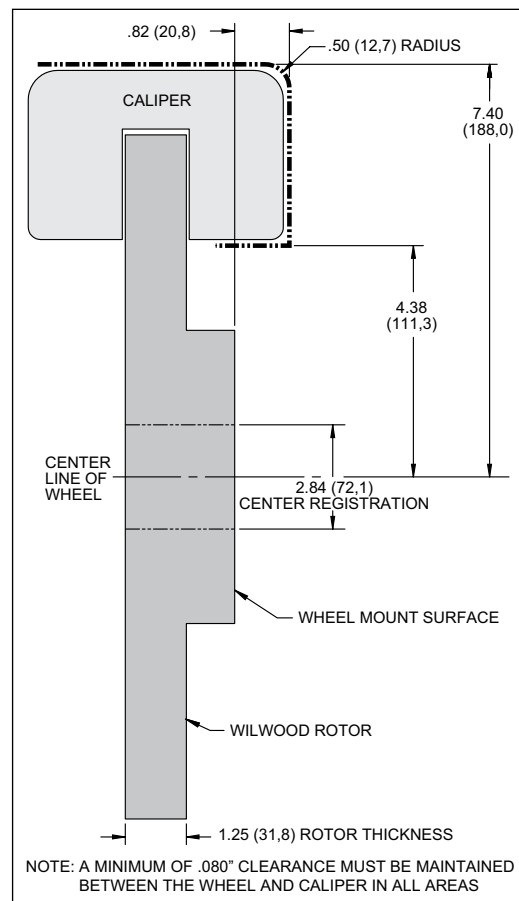 .82 (20,8)
.50 (12,7) RADIUS
CALIPER
7.40
(188,0)
4.38
(111,3)
CENTER
LINE OF
WHEEL
2.84 (72,1)
CENTER REGISTRATION
WHEEL MOUNT SURFACE
WILWOOD ROTOR
1.25 (31,8) ROTOR THICKNESS
NOTE: A MINIMUM OF .080" CLEARANCE MUST BE MAINTAINED
BETWEEN THE WHEEL AND CALIPER IN ALL AREAS